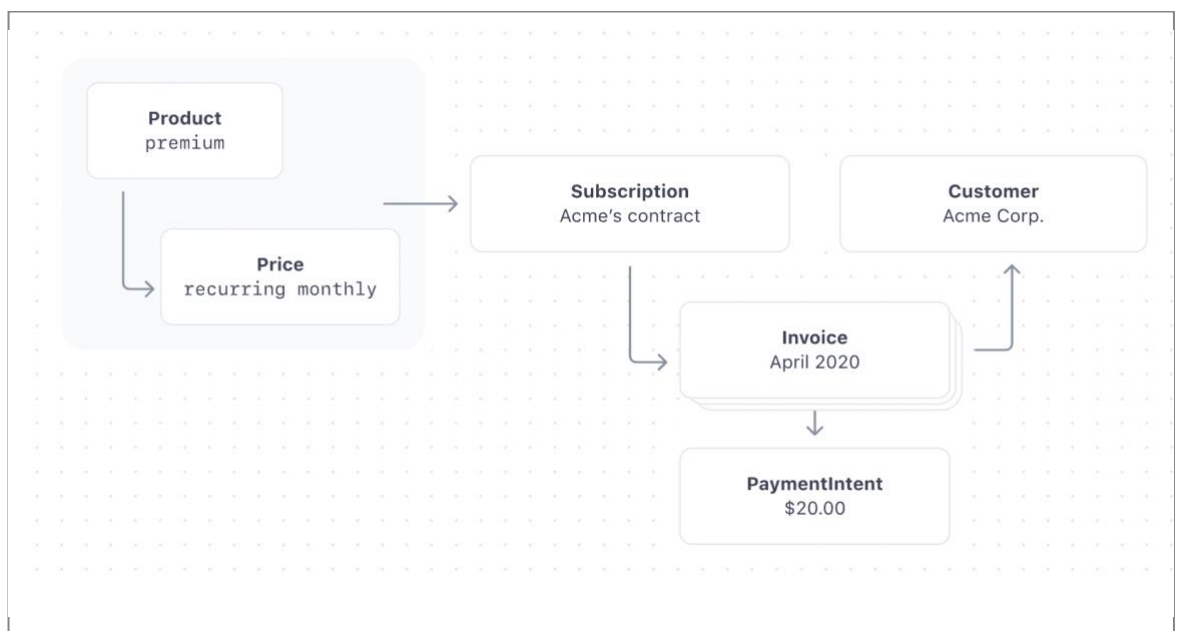 Product
premium
Price
recurring monthly
Subscription
Acme’s contract
Customer
Acme Corp.
Invoice
April 2020
PaymentIntent
$20.00